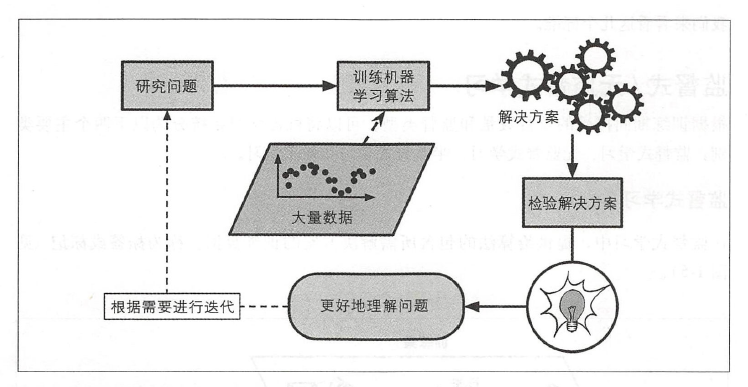 研究问题
训练机器
学习算法
解决方案
大量数据
检验解决方案
更好地理解问题
根据需要进行迭代